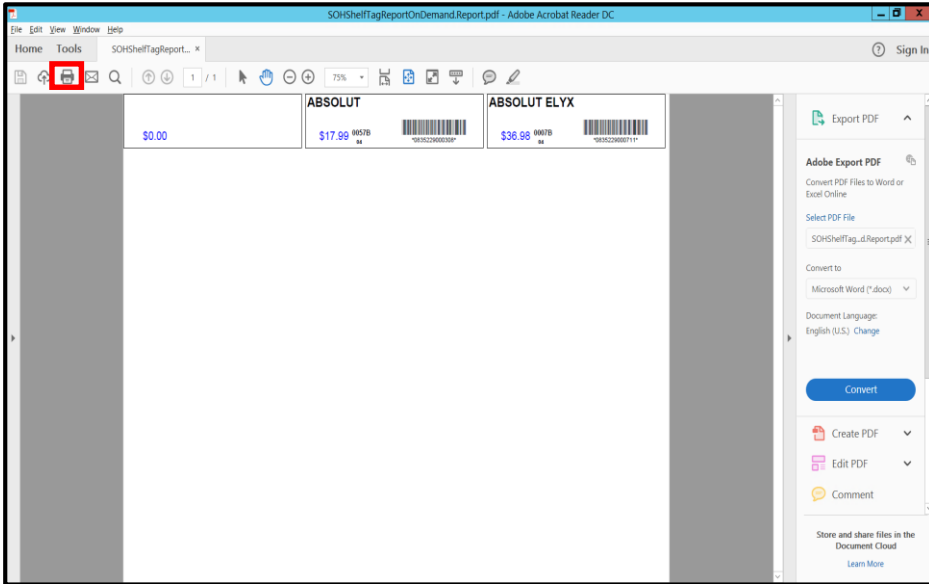 SOHShelfTagReportOnDemand.Report.pdf - Adobe Acrobat Reader DC
File Edit View Window Help
Home Tools SOHShelfTagReport... × Sign In
1 / 1 75%
ABSOLUT ABSOLUT ELYX
$0.00 $17.99 0057B $36.98 0007B
Export PDF
Adobe Export PDF
Convert PDF Files to Word or
Excel Online
Select PDF File
SOHShelfTag...d.Report.pdf X
Convert to
Microsoft Word (*.docx)
Document Language:
English (U.S.) Change
Convert
Create PDF
Edit PDF
Comment
Store and share files in the
Document Cloud
Learn More